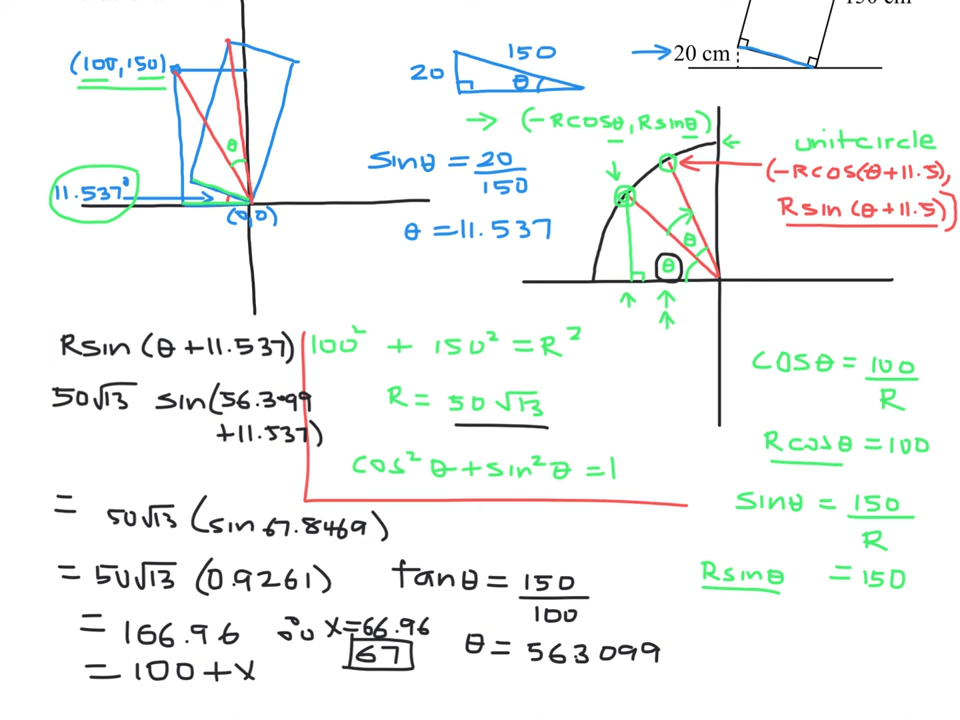 150 cm
20 cm
(100,150)
11.537°
θ
(0,0)
20
150
θ
sinθ = 20/150
θ = 11.537
→ (-Rcosθ, Rsinθ)
unit circle
(-Rcos(θ+11.5),
Rsin(θ+11.5))
θ
θ
Rsin(θ+11.537)
50√13 sin(56.3099
+11.537)
100² + 150² = R²
R = 50√13
cos²θ + sin²θ = 1
cosθ = 100/R
Rcosθ = 100
sinθ = 150/R
Rsinθ = 150
= 50√13 (sin 67.8469)
= 50√13 (0.9261)
= 166.96 ∴ x=66.96
67
= 100+x
tanθ = 150/100
θ = 563099